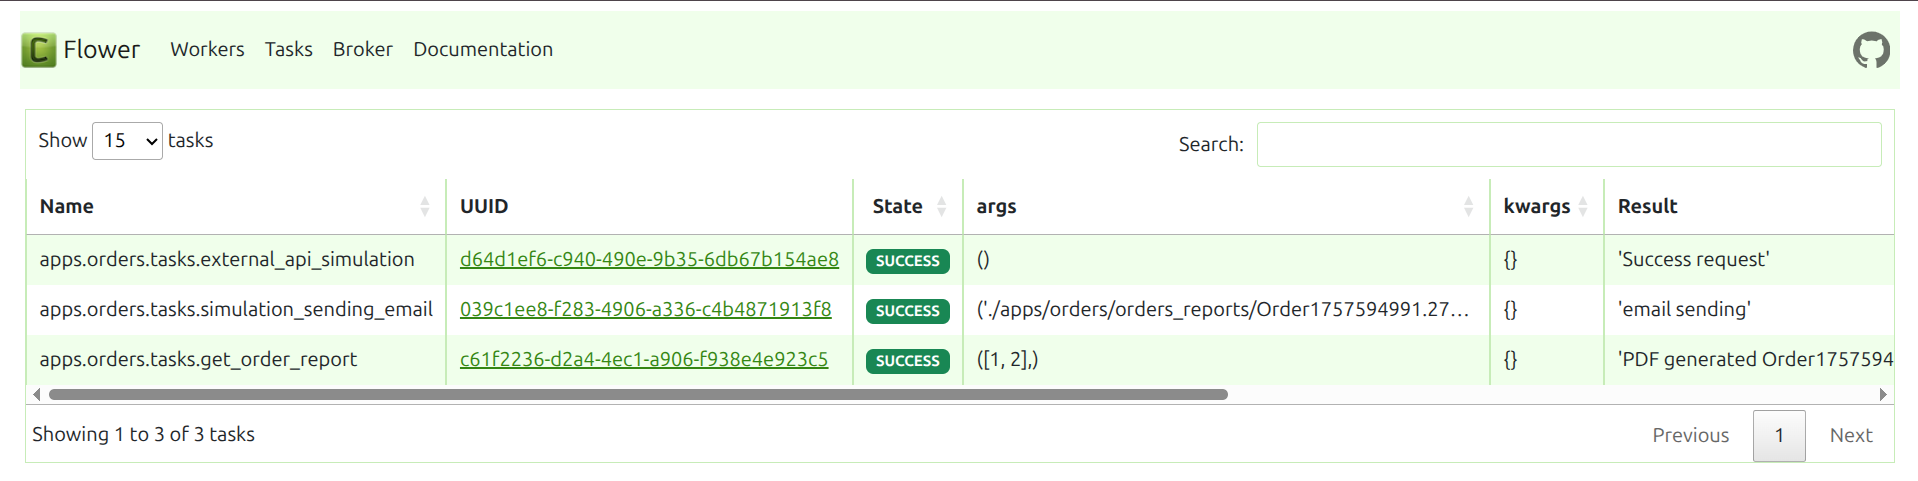 C Flower Workers Tasks Broker Documentation
Show 15 tasks Search:
Name UUID State args kwargs Result
apps.orders.tasks.external_api_simulation d64d1ef6-c940-490e-9b35-6db67b154ae8 SUCCESS () {} 'Success request'
apps.orders.tasks.simulation_sending_email 039c1ee8-f283-4906-a336-c4b4871913f8 SUCCESS ('./apps/orders/orders_reports/Order1757594991.27... {} 'email sending'
apps.orders.tasks.get_order_report c61f2236-d2a4-4ec1-a906-f938e4e923c5 SUCCESS ([1, 2],) {} 'PDF generated Order1757594
Showing 1 to 3 of 3 tasks Previous 1 Next